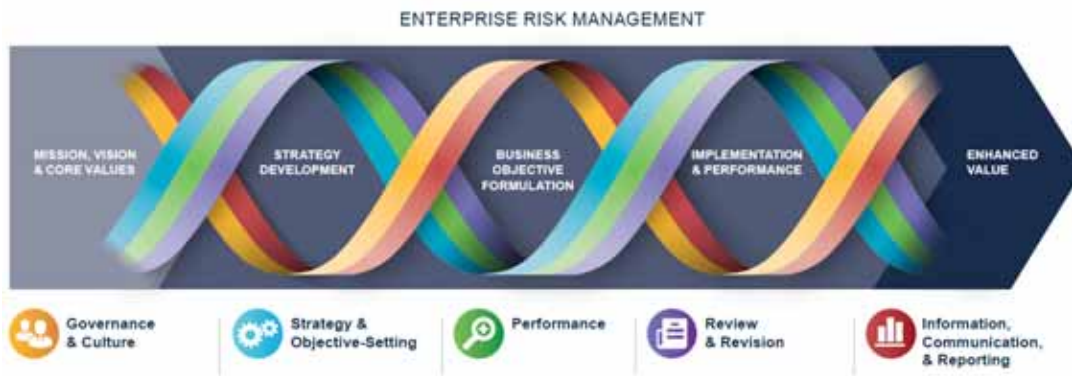 ENTERPRISE RISK MANAGEMENT
MISSION, VISION
& CORE VALUES
STRATEGY
DEVELOPMENT
BUSINESS
OBJECTIVE
FORMULATION
IMPLEMENTATION
& PERFORMANCE
ENHANCED
VALUE
Governance
& Culture
Strategy &
Objective-Setting
Performance
Review
& Revision
Information,
Communication,
& Reporting